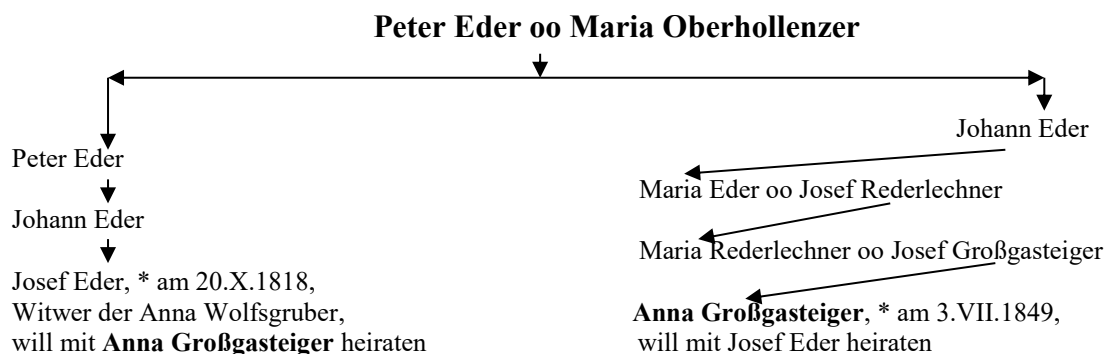 Peter Eder oo Maria Oberhollenzer
Johann Eder
Peter Eder
Maria Eder oo Josef Rederlechner
Johann Eder
Maria Rederlechner oo Josef Großgasteiger
Josef Eder, * am 20.X.1818,
Witwer der Anna Wolfsgruber,
will mit Anna Großgasteiger heiraten
Anna Großgasteiger, * am 3.VII.1849,
will mit Josef Eder heiraten